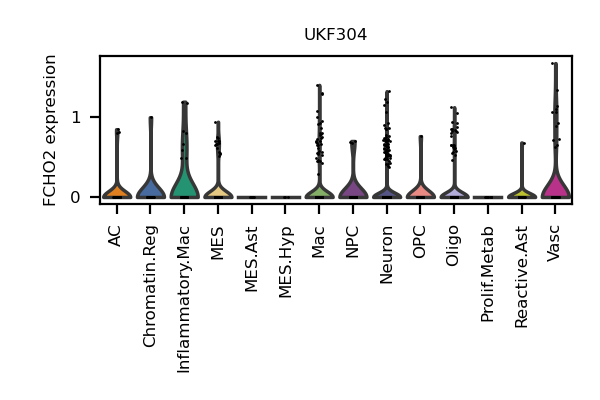 UKF304
FCHO2 expression
1
0
AC
Chromatin.Reg
Inflammatory.Mac
MES
MES.Ast
MES.Hyp
Mac
NPC
Neuron
OPC
Oligo
Prolif.Metab
Reactive.Ast
Vasc